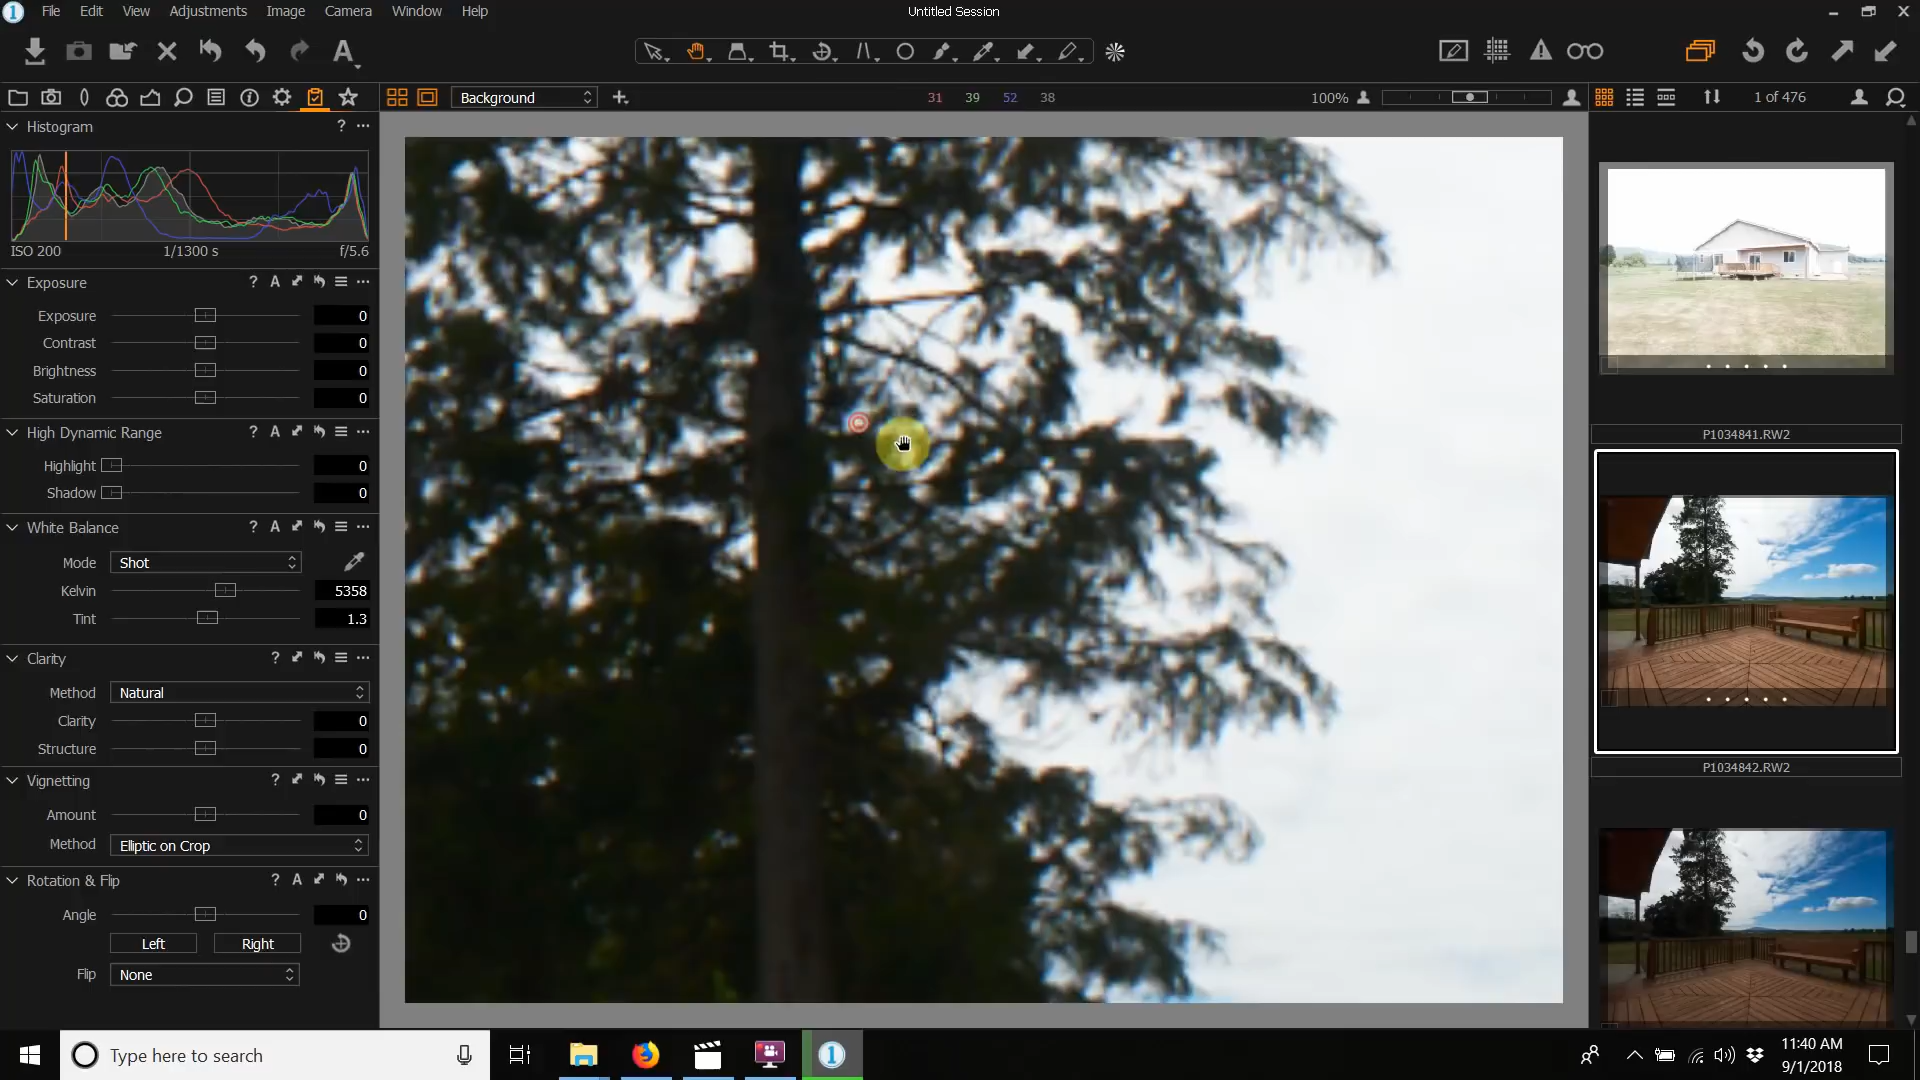 File Edit View Adjustments Image Camera Window Help
Untitled Session
A
Background
31 39 52 38
100%
1 of 476
Histogram ? ...
ISO 200 1/1300 s f/5.6
Exposure ? A ...
Exposure 0
Contrast 0
Brightness 0
Saturation 0
High Dynamic Range ? A ...
Highlight 0
Shadow 0
White Balance ? A ...
Mode Shot
Kelvin 5358
Tint 1.3
Clarity ? ...
Method Natural
Clarity 0
Structure 0
Vignetting ? ...
Amount 0
Method Elliptic on Crop
Rotation & Flip ? A ...
Angle 0
Left Right
Flip None
P1034841.RW2
P1034842.RW2
Type here to search
11:40 AM
9/1/2018